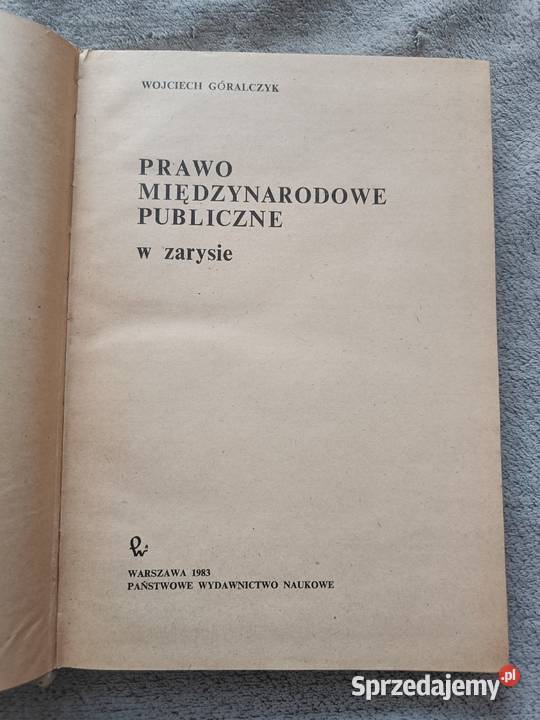 WOJCIECH GÓRALCZYK
PRAWO
MIĘDZYNARODOWE
PUBLICZNE
w zarysie
WARSZAWA 1983
PAŃSTWOWE WYDAWNICTWO NAUKOWE
Sprzedajemy.pl